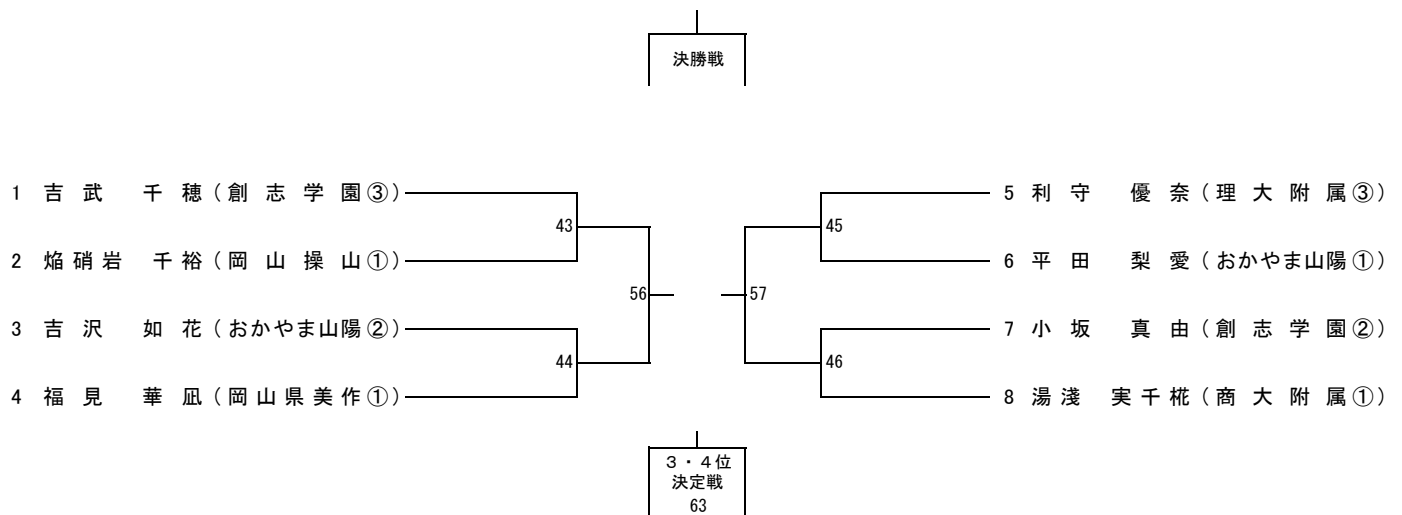 決勝戦
1 吉武 千穂（創志学園③） 5 利守 優奈（理大附属③）
43 45
2 焔硝岩 千裕（岡山操山①） 6 平田 梨愛（おかやま山陽①）
56 57
3 吉沢 如花（おかやま山陽②） 7 小坂 真由（創志学園②）
44 46
4 福見 華凪（岡山県美作①） 8 湯淺 実千椛（商大附属①）
３・４位
決定戦
63